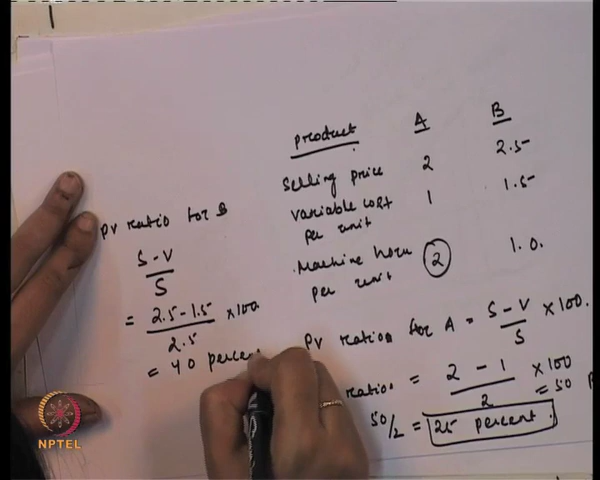 product A B
Selling price 2 2.5
variable cost per unit 1 1.5
Machine hour per unit 2 1.0.
PV ratio for B
S-V
S
= 2.5-1.5 ×100
2.5
= 40 percent
PV ration for A = S-V ×100.
S
ration = 2-1 ×100
2
= 50 p
50/2 = 25 percent.
NPTEL